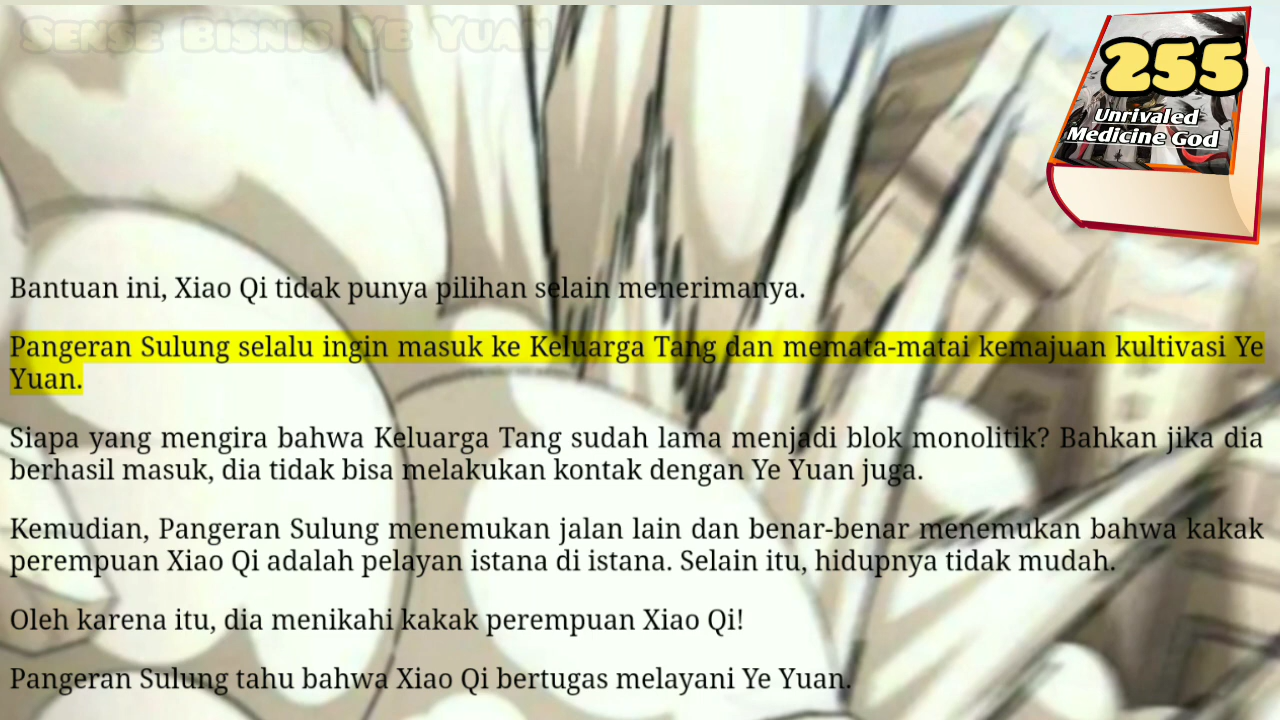 Sense Bisnis Ye Yuan
255
Unrivaled
Medicine God
Bantuan ini, Xiao Qi tidak punya pilihan selain menerimanya.
Pangeran Sulung selalu ingin masuk ke Keluarga Tang dan memata-matai kemajuan kultivasi Ye
Yuan.
Siapa yang mengira bahwa Keluarga Tang sudah lama menjadi blok monolitik? Bahkan jika dia
berhasil masuk, dia tidak bisa melakukan kontak dengan Ye Yuan juga.
Kemudian, Pangeran Sulung menemukan jalan lain dan benar-benar menemukan bahwa kakak
perempuan Xiao Qi adalah pelayan istana di istana. Selain itu, hidupnya tidak mudah.
Oleh karena itu, dia menikahi kakak perempuan Xiao Qi!
Pangeran Sulung tahu bahwa Xiao Qi bertugas melayani Ye Yuan.